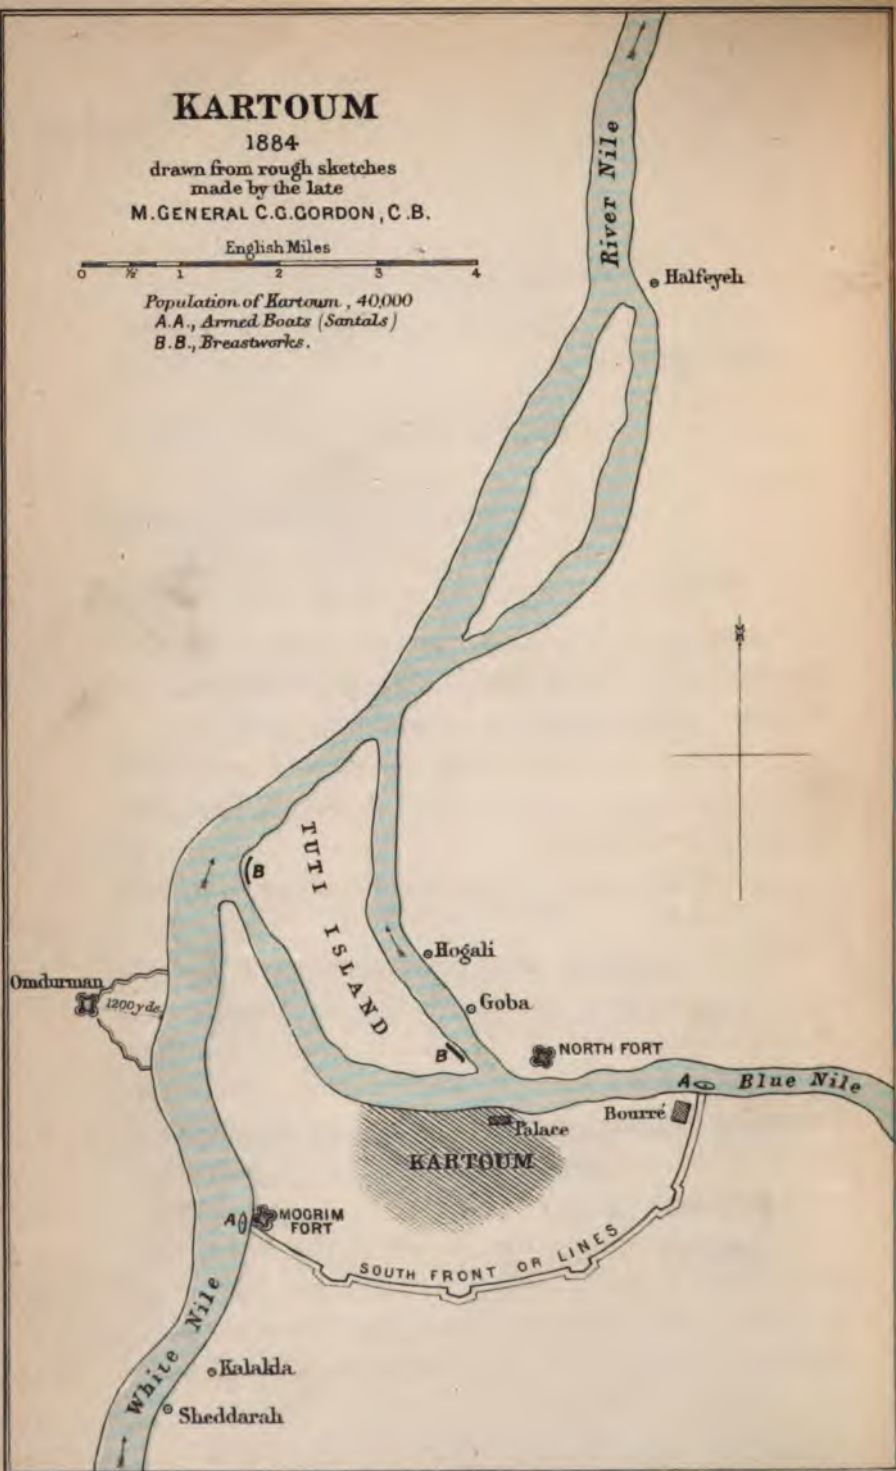 KARTOUM
1884
drawn from rough sketches
made by the late
M. GENERAL C.G. GORDON, C.B.
English Miles
0 ½ 1 2 3 4
Population of Kartoum, 40,000
A.A., Armed Boats (Santals)
B.B., Breastworks.
River Nile
Halfeyeh
N
TUTI ISLAND
B
Hogali
Omdurman
1200 yds.
Goba
B
NORTH FORT
A
Blue Nile
Bourré
Palace
KARTOUM
A
MOGRIM
FORT
SOUTH FRONT OR LINES
White Nile
Kalakla
Sheddarah